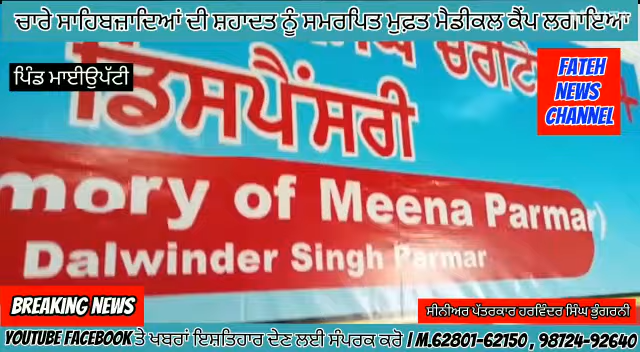 ਚਾਰੇ ਸਾਹਿਬਜ਼ਾਦਿਆਂ ਦੀ ਸ਼ਹਾਦਤ ਨੂੰ ਸਮਰਪਿਤ ਮੁਫ਼ਤ ਮੈਡੀਕਲ ਕੈਂਪ ਲਗਾਇਆ
ਪਿੰਡ ਮਾਈਉਪੱਟੀ
FATEH
NEWS
CHANNEL
ਡਿਸਪੈਂਸਰੀ
mory of Meena Parmar)
Dalwinder Singh Parmar
BREAKING NEWS
ਸੀਨੀਅਰ ਪੱਤਰਕਾਰ ਹਰਵਿੰਦਰ ਸਿੰਘ ਭੁੰਗਰਨੀ
YOUTUBE FACEBOOK ਤੇ ਖਬਰਾਂ ਇਸ਼ਤਿਹਾਰ ਦੇਣ ਲਈ ਸੰਪਰਕ ਕਰੋ / M.62801-62150 , 98724-92640